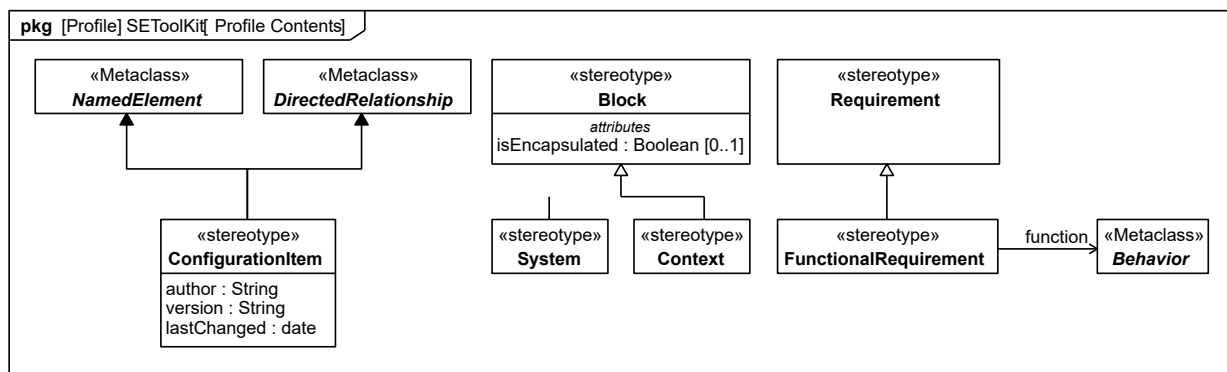 pkg [Profile] SEToolKit[ Profile Contents]
«Metaclass»
NamedElement
«Metaclass»
DirectedRelationship
«stereotype»
Block
attributes
isEncapsulated : Boolean [0..1]
«stereotype»
Requirement
«stereotype»
ConfigurationItem
author : String
version : String
lastChanged : date
«stereotype»
System
«stereotype»
Context
«stereotype»
FunctionalRequirement
function
«Metaclass»
Behavior